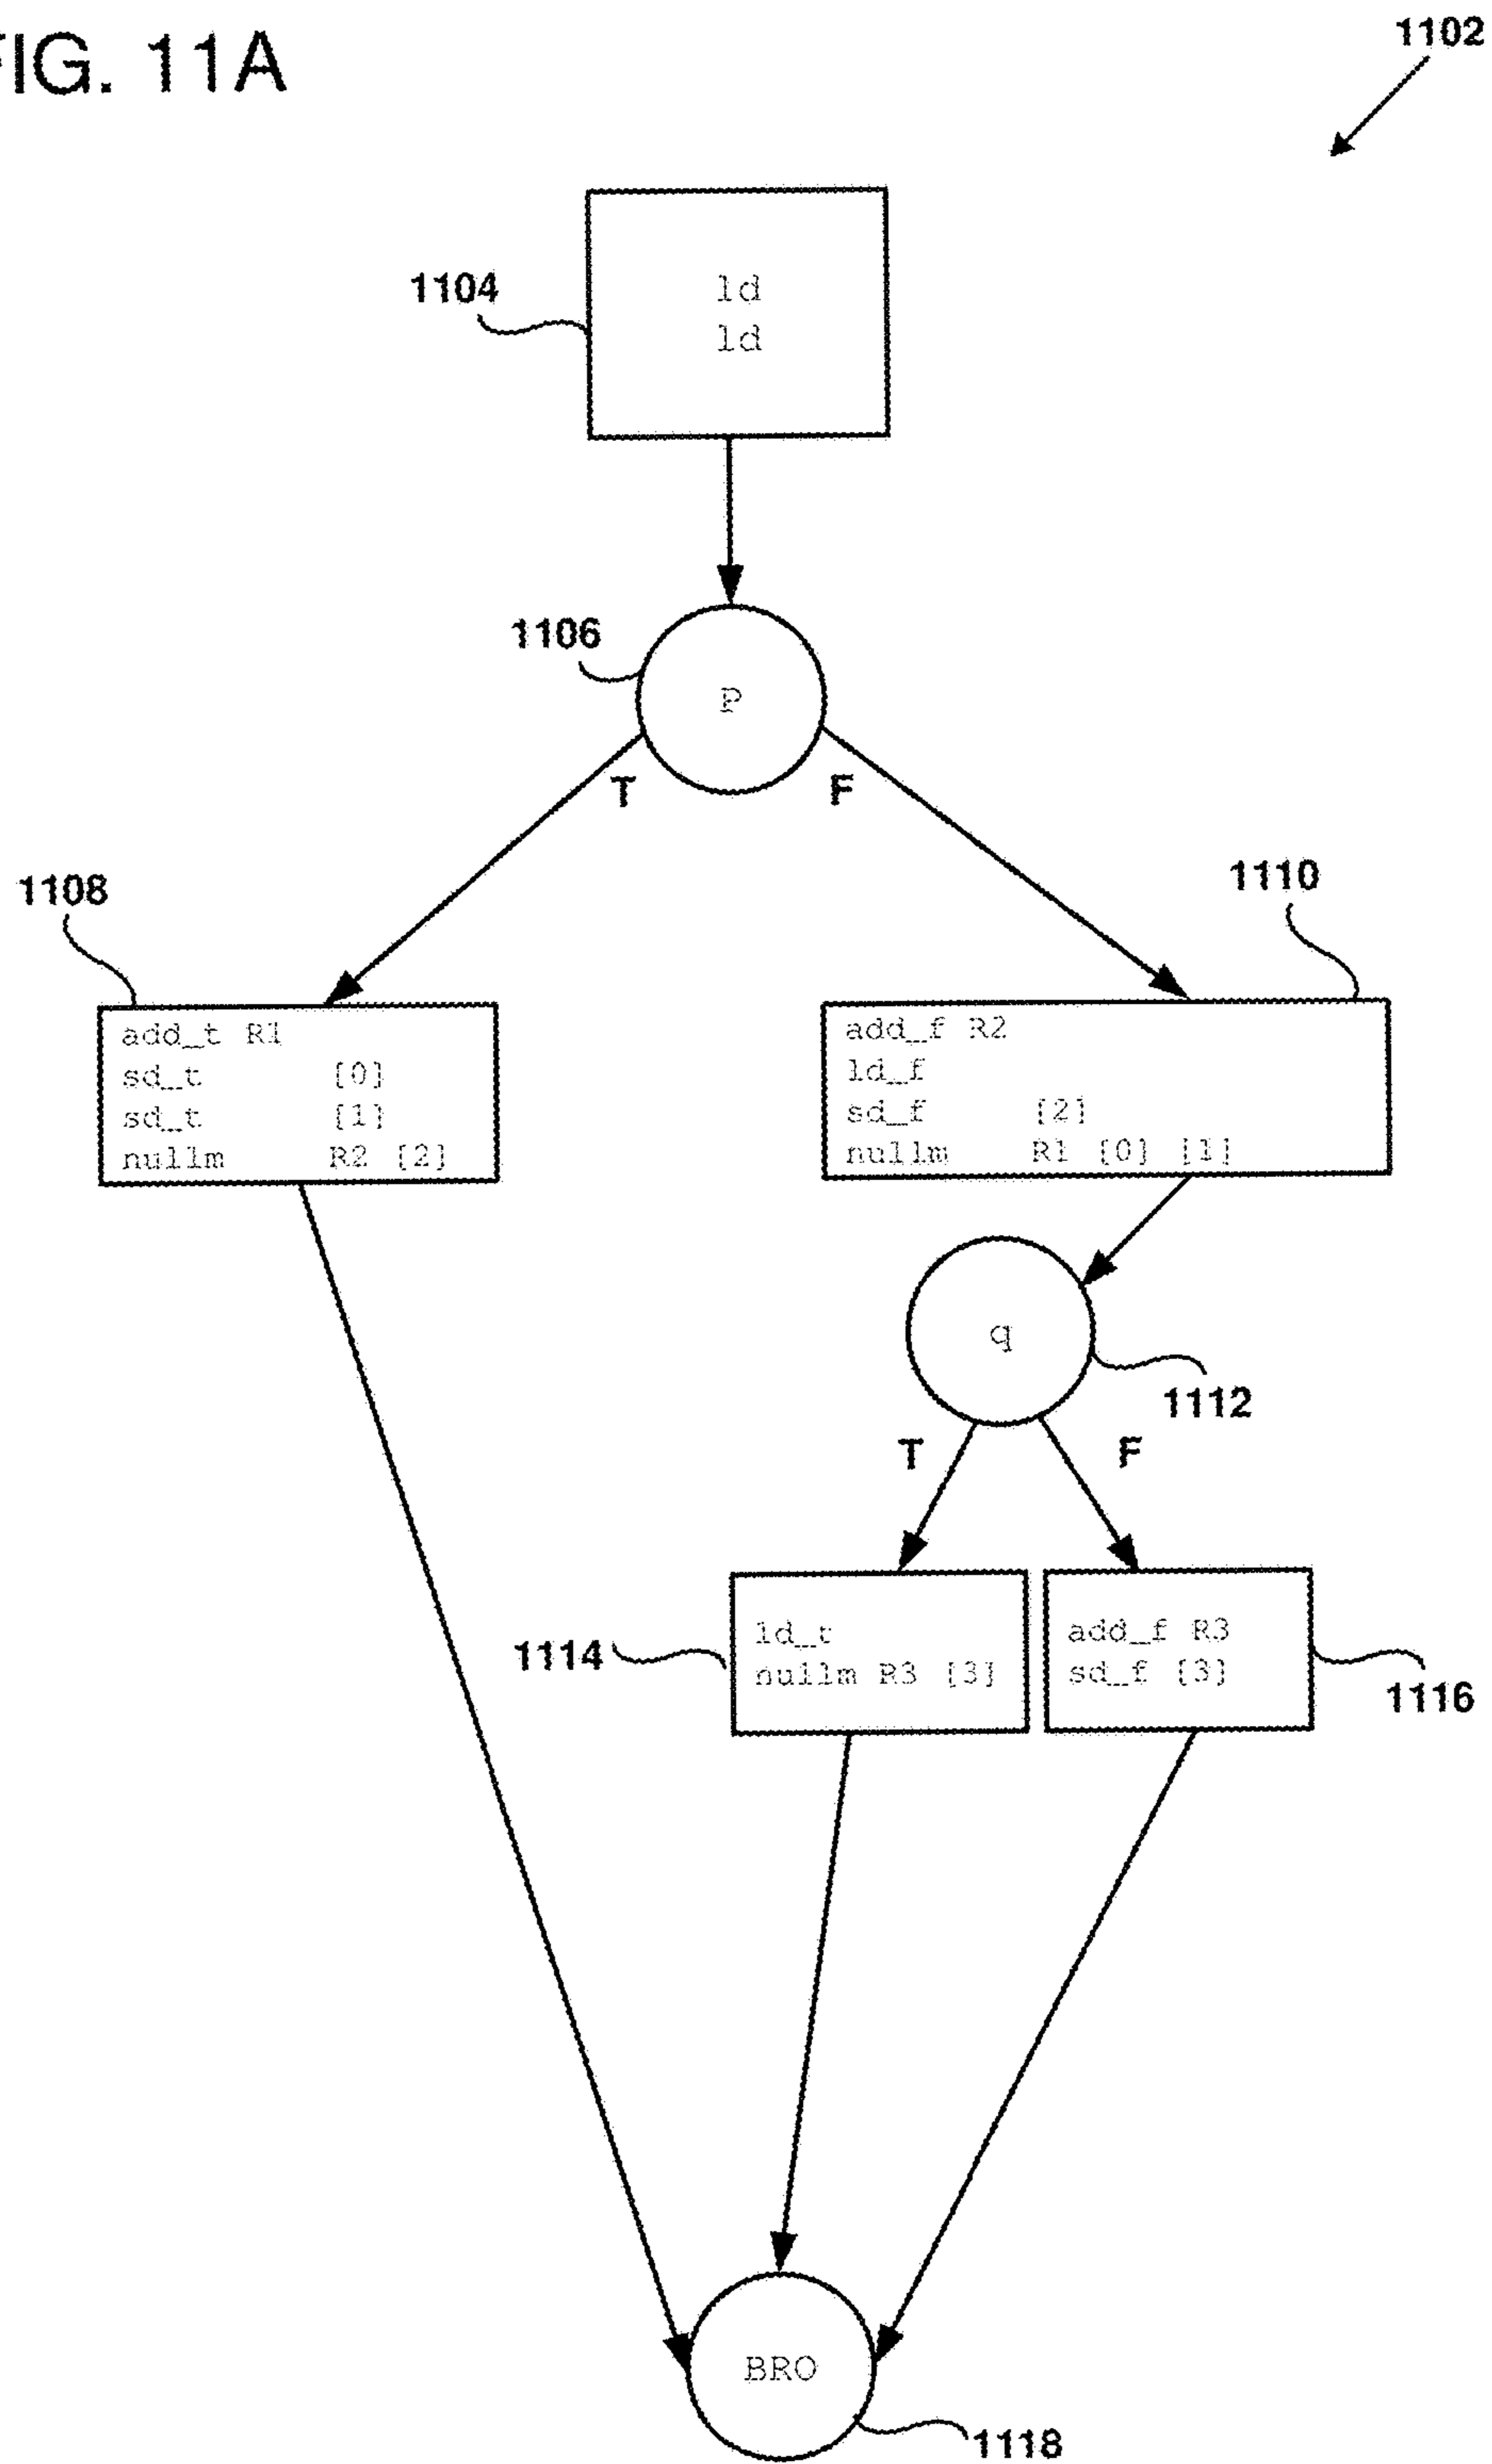 FIG. 11A
1102
1104
ld
ld
1106
p
T
F
1108
1110
add_t R1
sd_t [0]
sd_t [1]
nullm R2 [2]
add_f R2
ld_f
sd_f [2]
nullm R1 [0] [1]
q
1112
T
F
1114
ld_t
nullm R3 [3]
add_f R3
sd_f [3]
1116
BRO
1118